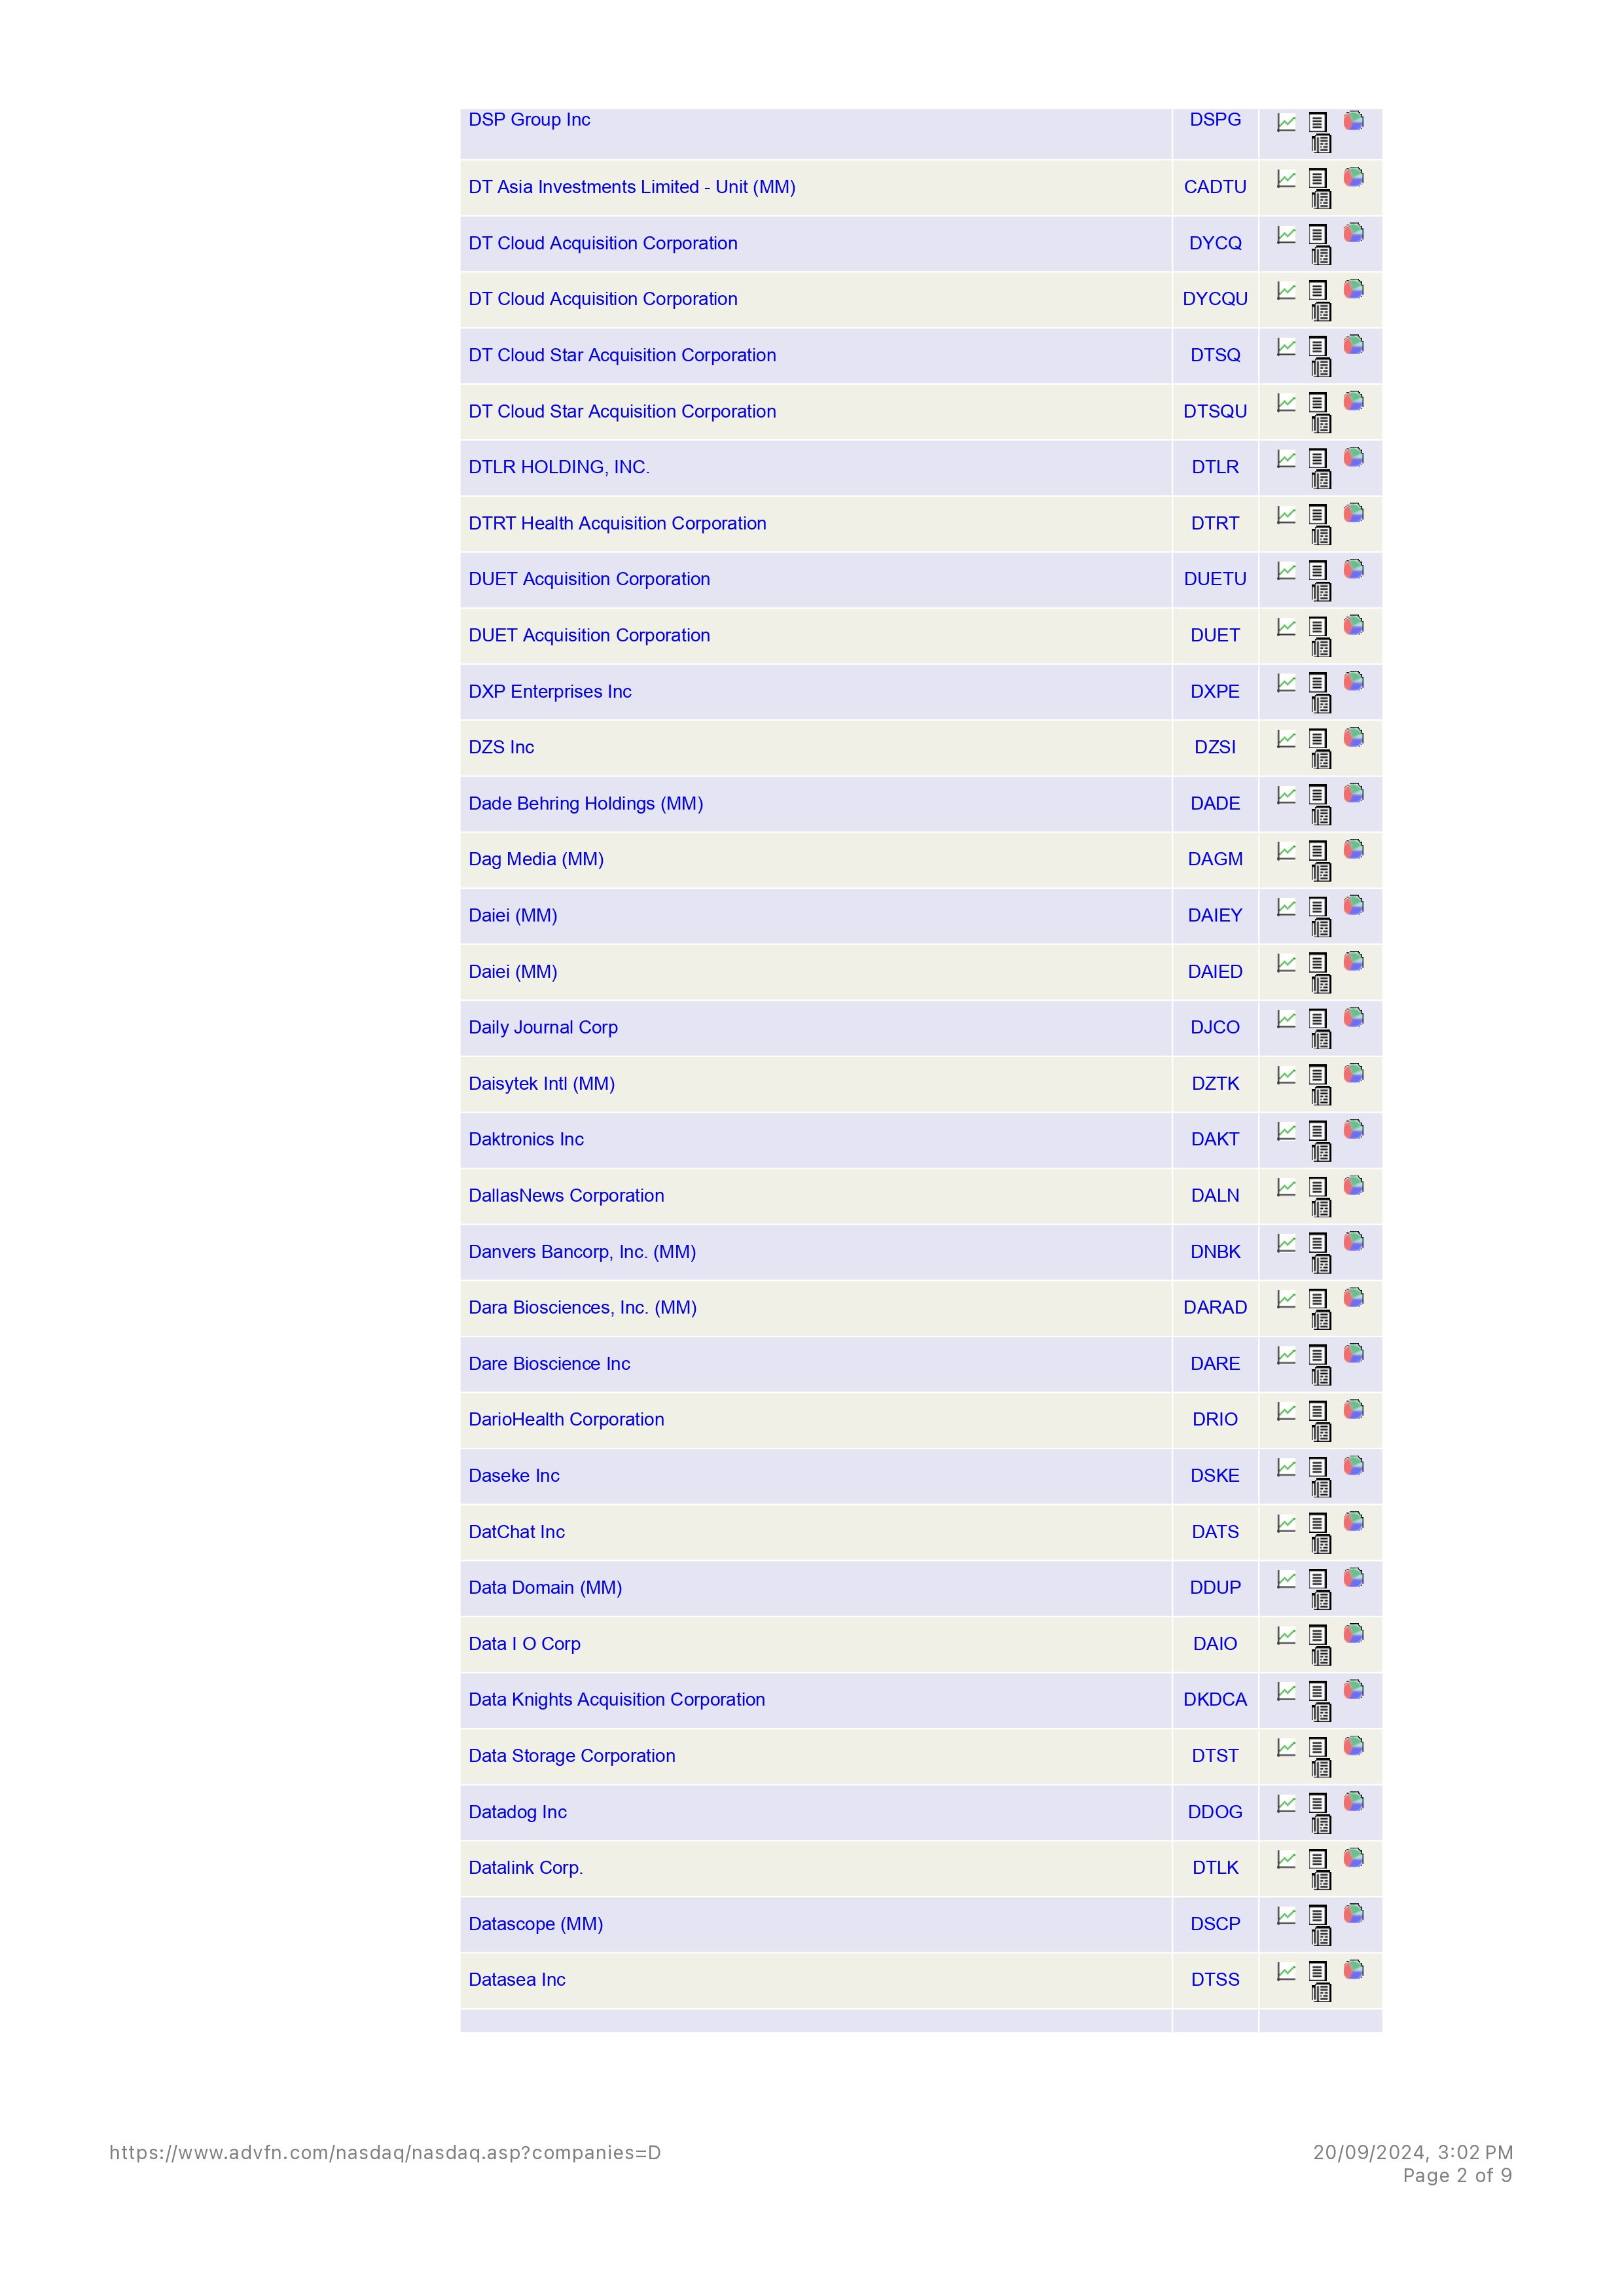 DSP Group Inc DSPG
DT Asia Investments Limited - Unit (MM) CADTU
DT Cloud Acquisition Corporation DYCQ
DT Cloud Acquisition Corporation DYCQU
DT Cloud Star Acquisition Corporation DTSQ
DT Cloud Star Acquisition Corporation DTSQU
DTLR HOLDING, INC. DTLR
DTRT Health Acquisition Corporation DTRT
DUET Acquisition Corporation DUETU
DUET Acquisition Corporation DUET
DXP Enterprises Inc DXPE
DZS Inc DZSI
Dade Behring Holdings (MM) DADE
Dag Media (MM) DAGM
Daiei (MM) DAIEY
Daiei (MM) DAIED
Daily Journal Corp DJCO
Daisytek Intl (MM) DZTK
Daktronics Inc DAKT
DallasNews Corporation DALN
Danvers Bancorp, Inc. (MM) DNBK
Dara Biosciences, Inc. (MM) DARAD
Dare Bioscience Inc DARE
DarioHealth Corporation DRIO
Daseke Inc DSKE
DatChat Inc DATS
Data Domain (MM) DDUP
Data I O Corp DAIO
Data Knights Acquisition Corporation DKDCA
Data Storage Corporation DTST
Datadog Inc DDOG
Datalink Corp. DTLK
Datascope (MM) DSCP
Datasea Inc DTSS
https://www.advfn.com/nasdaq/nasdaq.asp?companies=D 20/09/2024, 3:02 PM
Page 2 of 9